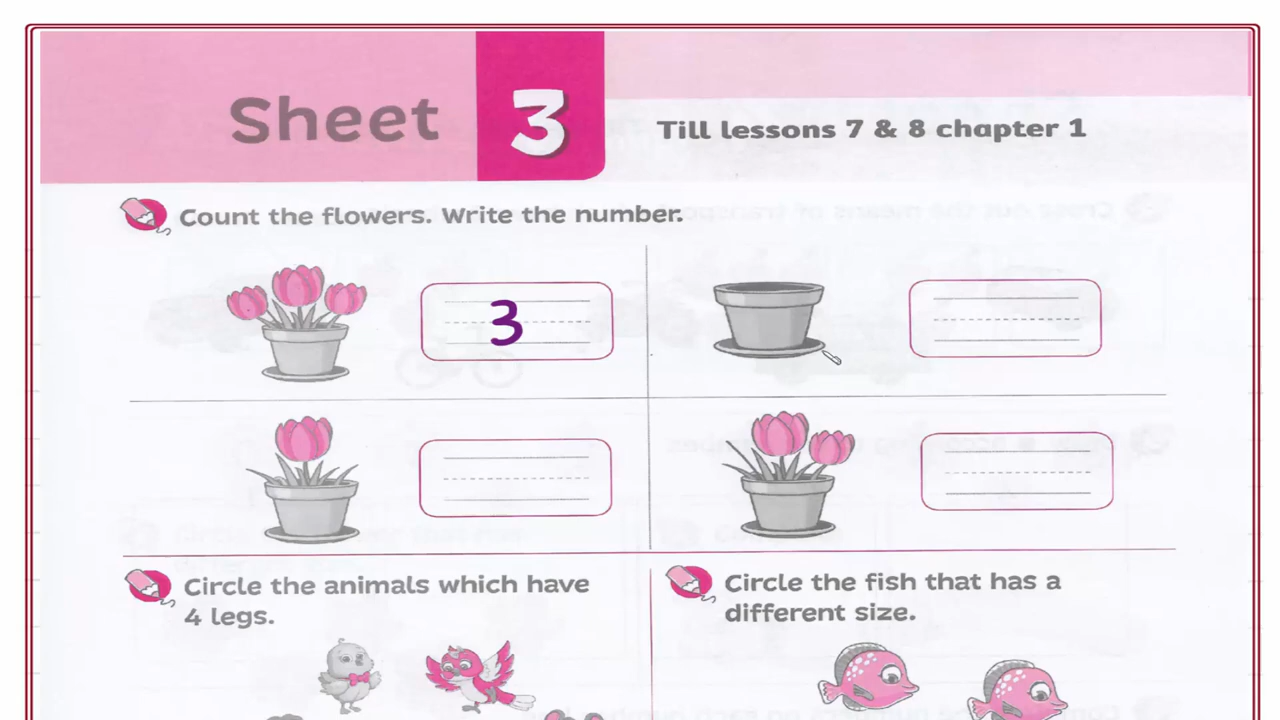 Sheet 3
Till lessons 7 & 8 chapter 1
Count the flowers. Write the number.
3
Circle the animals which have
4 legs.
Circle the fish that has a
different size.